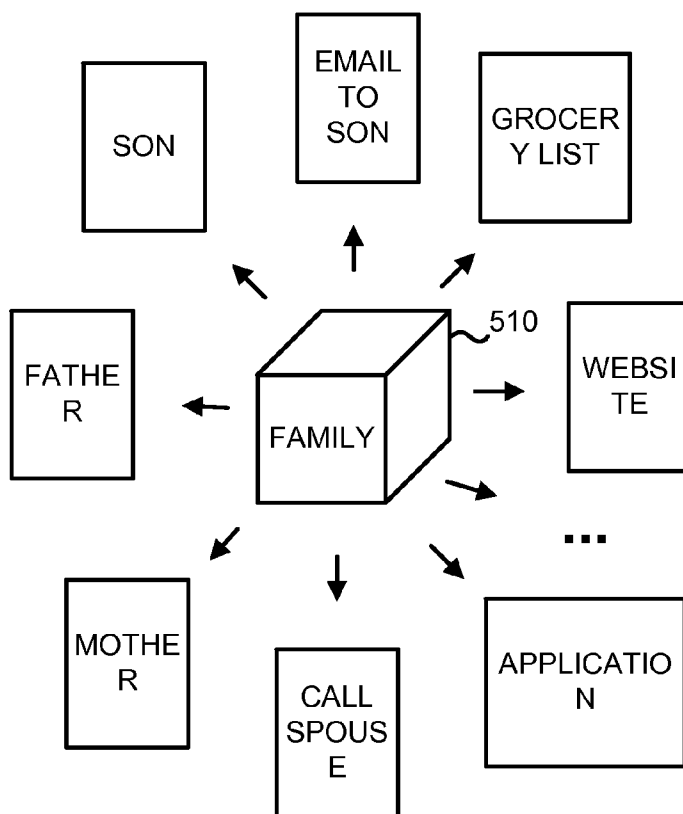 EMAIL
TO
SON
SON
GROCER
Y LIST
510
FATHE
R
FAMILY
WEBSI
TE
...
MOTHE
R
CALL
SPOUS
E
APPLICATIO
N